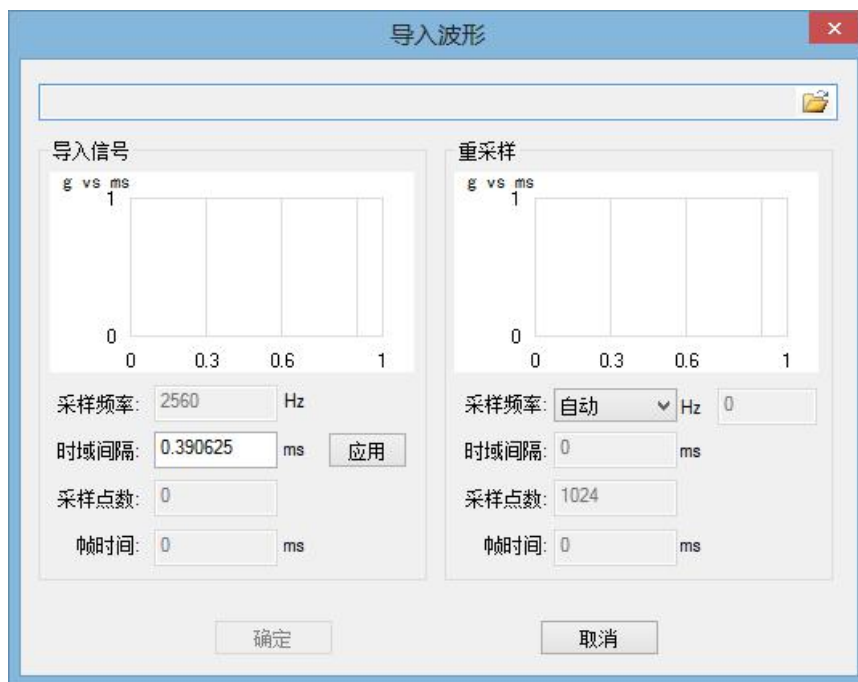 导入波形
导入信号
g vs ms
1
0
0 0.3 0.6 1
采样频率: 2560 Hz
时域间隔: 0.390625 ms 应用
采样点数: 0
帧时间: 0 ms
重采样
g vs ms
1
0
0 0.3 0.6 1
采样频率: 自动 Hz 0
时域间隔: 0 ms
采样点数: 1024
帧时间: 0 ms
确定 取消